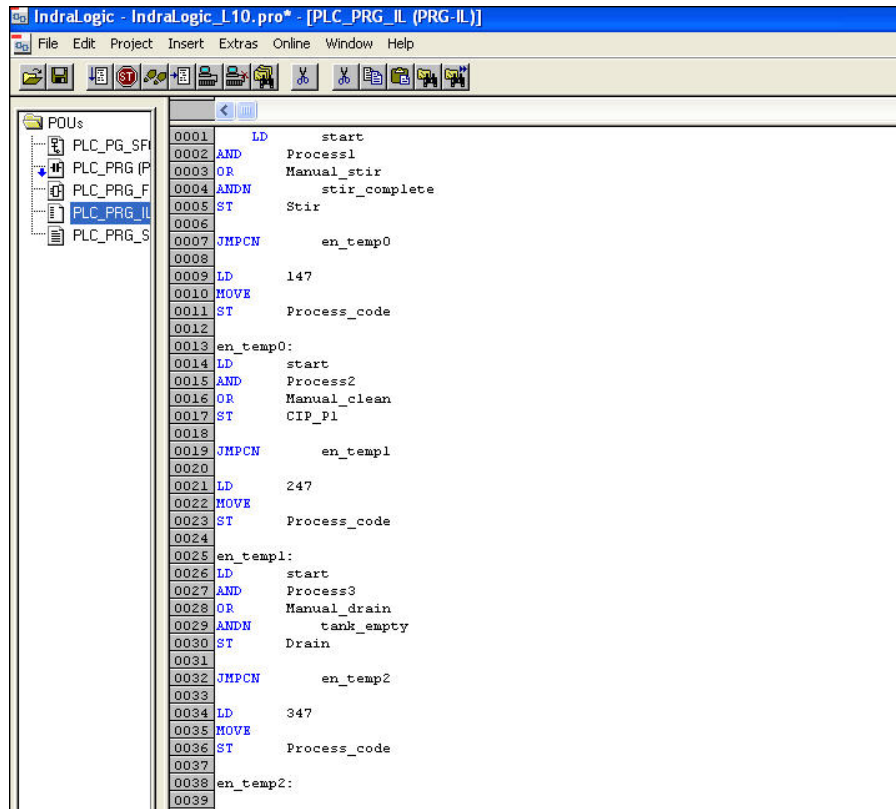 IndraLogic - IndraLogic_L10.pro* - [PLC_PRG_IL (PRG-IL)]
File Edit Project Insert Extras Online Window Help
POUs
PLC_PG_SF
PLC_PRG (P
PLC_PRG_F
PLC_PRG_IL
PLC_PRG_S
0001 LD start
0002 AND Process1
0003 OR Manual_stir
0004 ANDN stir_complete
0005 ST Stir
0006
0007 JMPCN en_temp0
0008
0009 LD 147
0010 MOVE
0011 ST Process_code
0012
0013 en_temp0:
0014 LD start
0015 AND Process2
0016 OR Manual_clean
0017 ST CIP_P1
0018
0019 JMPCN en_temp1
0020
0021 LD 247
0022 MOVE
0023 ST Process_code
0024
0025 en_temp1:
0026 LD start
0027 AND Process3
0028 OR Manual_drain
0029 ANDN tank_empty
0030 ST Drain
0031
0032 JMPCN en_temp2
0033
0034 LD 347
0035 MOVE
0036 ST Process_code
0037
0038 en_temp2:
0039